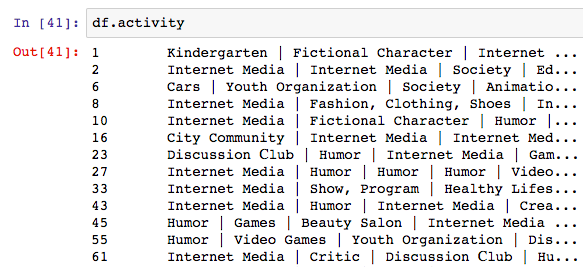 In [41]: df.activity
Out[41]: 1 Kindergarten | Fictional Character | Internet ...
2 Internet Media | Internet Media | Society | Ed...
6 Cars | Youth Organization | Society | Animatio...
8 Internet Media | Fashion, Clothing, Shoes | In...
10 Internet Media | Fictional Character | Humor |...
16 City Community | Internet Media | Internet Med...
23 Discussion Club | Humor | Internet Media | Gam...
27 Internet Media | Humor | Humor | Humor | Video...
33 Internet Media | Show, Program | Healthy Lifes...
43 Internet Media | Humor | Internet Media | Crea...
45 Humor | Games | Beauty Salon | Internet Media ...
55 Humor | Video Games | Youth Organization | Dis...
61 Internet Media | Critic | Discussion Club | Hu...